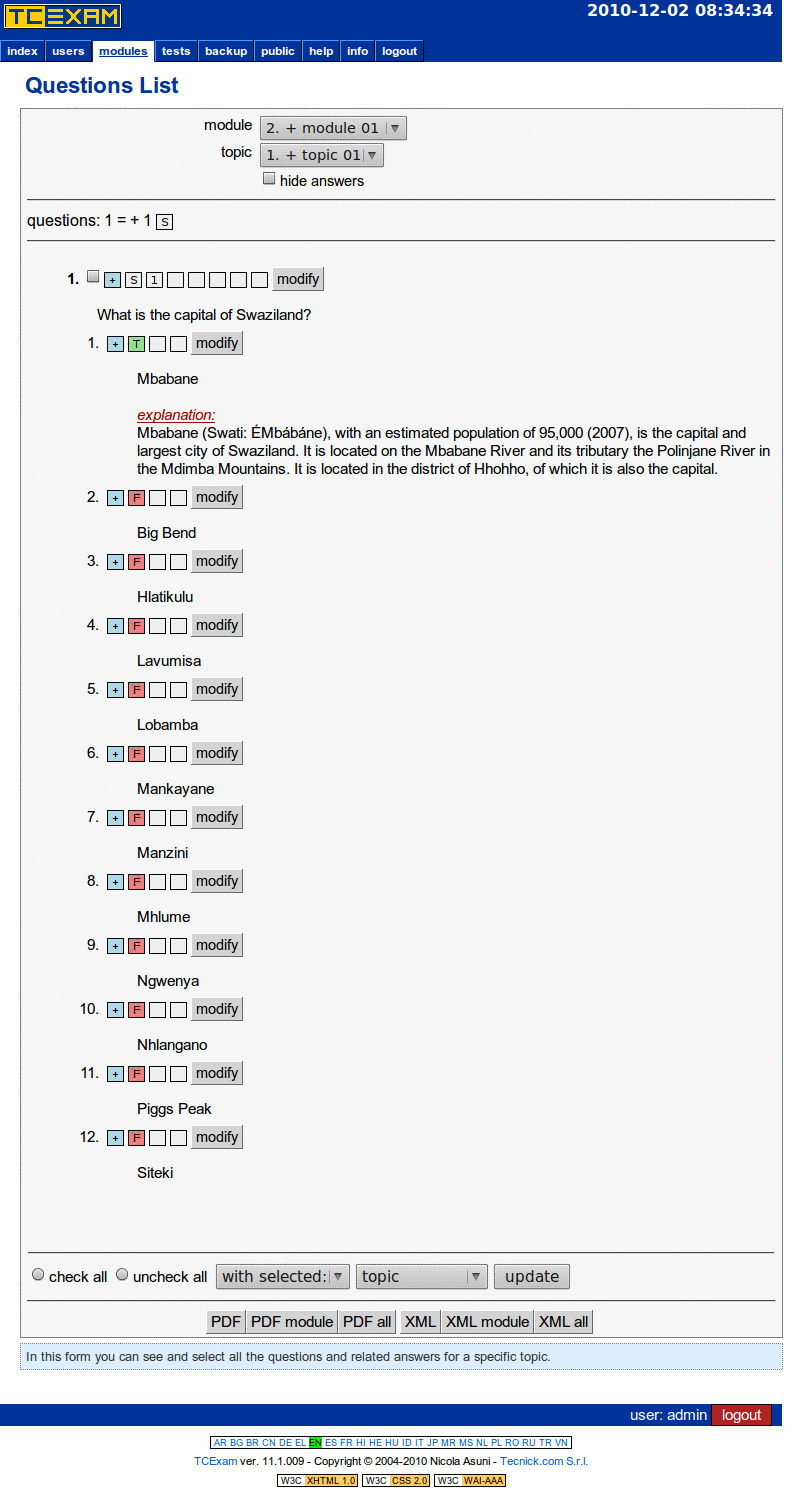 TCEXAM
2010-12-02 08:34:34
index users modules tests backup public help info logout
Questions List
module 2. + module 01
topic 1. + topic 01
hide answers
questions: 1 = + 1 S
1. + S 1 modify
What is the capital of Swaziland?
1. + T modify
Mbabane
explanation:
Mbabane (Swati: ÉMbábáne), with an estimated population of 95,000 (2007), is the capital and
largest city of Swaziland. It is located on the Mbabane River and its tributary the Polinjane River in
the Mdimba Mountains. It is located in the district of Hhohho, of which it is also the capital.
2. + F modify
Big Bend
3. + F modify
Hlatikulu
4. + F modify
Lavumisa
5. + F modify
Lobamba
6. + F modify
Mankayane
7. + F modify
Manzini
8. + F modify
Mhlume
9. + F modify
Ngwenya
10. + F modify
Nhlangano
11. + F modify
Piggs Peak
12. + F modify
Siteki
check all uncheck all with selected: topic update
PDF PDF module PDF all XML XML module XML all
In this form you can see and select all the questions and related answers for a specific topic.
user: admin logout
AR BG BR CN DE EL EN ES FR HI HE HU ID IT JP MR MS NL PL RO RU TR VN
TCExam ver. 11.1.009 - Copyright © 2004-2010 Nicola Asuni - Tecnick.com S.r.l.
W3C XHTML 1.0 W3C CSS 2.0 W3C WAI-AAA